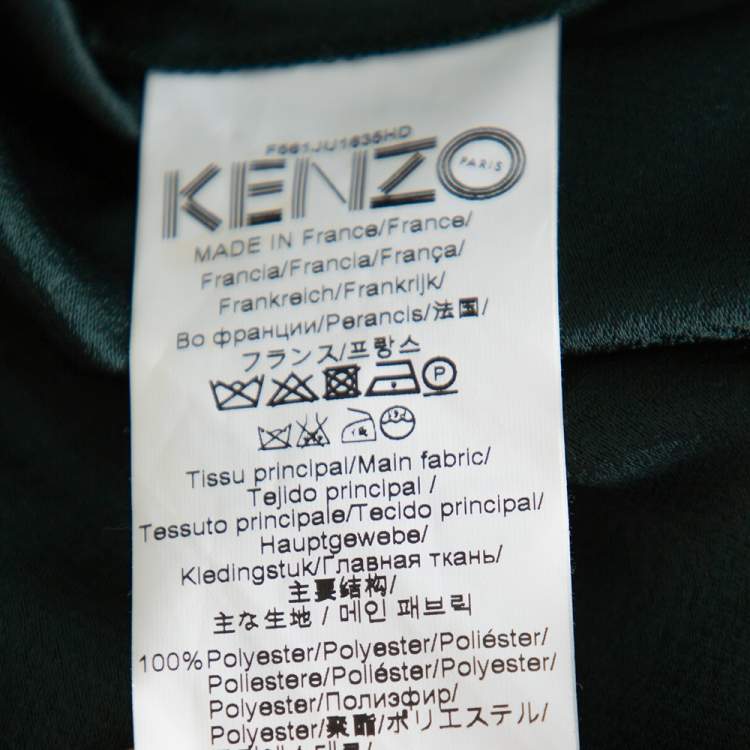 F561JU1635HD
KENZO PARIS
MADE IN France/France/
Francia/Francia/França/
Frankreich/Frankrijk/
Во франции/Perancis/法国/
フランス/프랑스
P
Tissu principal/Main fabric/
Tejido principal /
Tessuto principale/Tecido principal/
Hauptgewebe/
Kledingstuk/Главная ткань/
主要结构/
主な生地 / 메인 패브릭
100%Polyester/Polyester/Poliéster/
Poliestere/Poliéster/Polyester/
Polyester/Полиэфир/
Polyester/聚酯/ポリエステル/